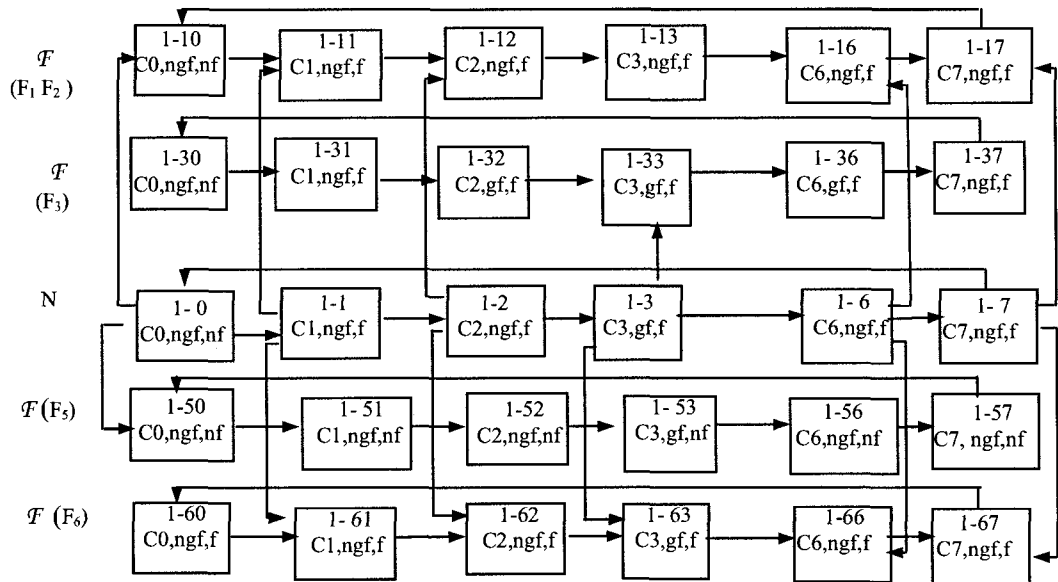 ℱ
(F₁ F₂ )
1-10
C0,ngf,nf
1-11
C1,ngf,f
1-12
C2,ngf,f
1-13
C3,ngf,f
1-16
C6,ngf,f
1-17
C7,ngf,f
ℱ
(F₃)
1-30
C0,ngf,nf
1-31
C1,ngf,f
1-32
C2,gf,f
1-33
C3,gf,f
1- 36
C6,gf,f
1-37
C7,ngf,f
N
1- 0
C0,ngf,nf
1-1
C1,ngf,f
1-2
C2,ngf,f
1-3
C3,gf,f
1- 6
C6,ngf,f
1- 7
C7,ngf,f
ℱ (F₅)
1-50
C0,ngf,nf
1- 51
C1,ngf,nf
1-52
C2,ngf,nf
1- 53
C3,gf,nf
1-56
C6,ngf,nf
1-57
C7, ngf,nf
ℱ (F₆)
1-60
C0,ngf,f
1- 61
C1,ngf,f
1-62
C2,ngf,f
1- 63
C3,gf,f
1-66
C6,ngf,f
1-67
C7,ngf,f